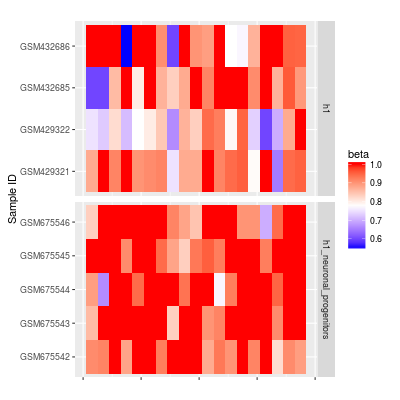 Sample ID
GSM432686
GSM432685
GSM429322
GSM429321
h1
GSM675546
GSM675545
GSM675544
GSM675543
GSM675542
h1_neuronal_progenitors
beta
1.0
0.9
0.8
0.7
0.6